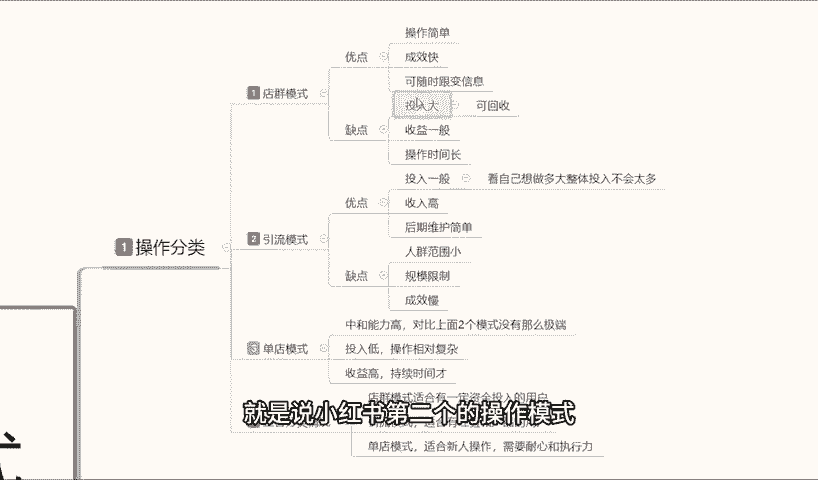 操作简单
优点
成效快
可随时跟变信息
1 店群模式
投入大
可回收
缺点
收益一般
操作时间长
投入一般
看自己想做多大整体投入不会太多
优点
收入高
后期维护简单
1 操作分类
2 引流模式
人群范围小
缺点
规模限制
成效慢
中和能力高，对比上面2个模式没有那么极端
3 单店模式
投入低，操作相对复杂
收益高，持续时间才
店群模式适合有一定资金投入的用户
就是说小红书第二个的操作模式
单店模式，适合新人操作，需要耐心和执行力